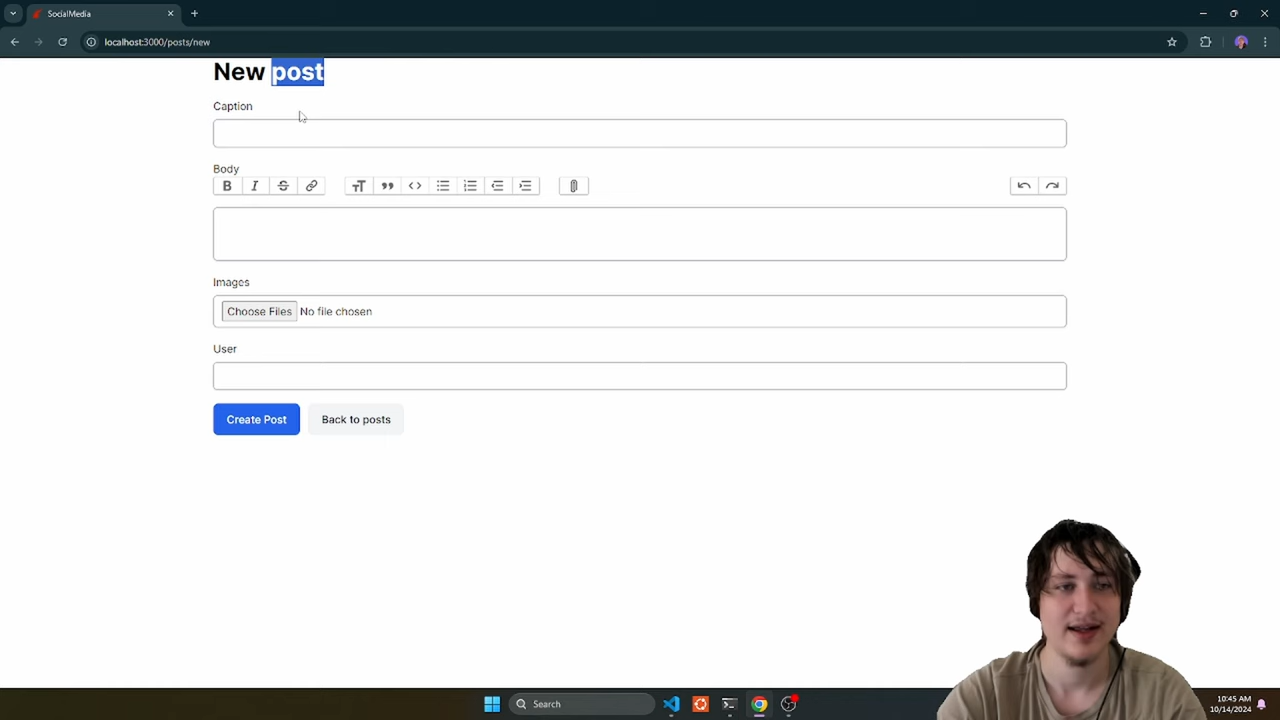 SocialMedia
localhost:3000/posts/new
New post
Caption
Body
Images
Choose Files No file chosen
User
Create Post Back to posts
Search
10:45 AM
10/14/2024